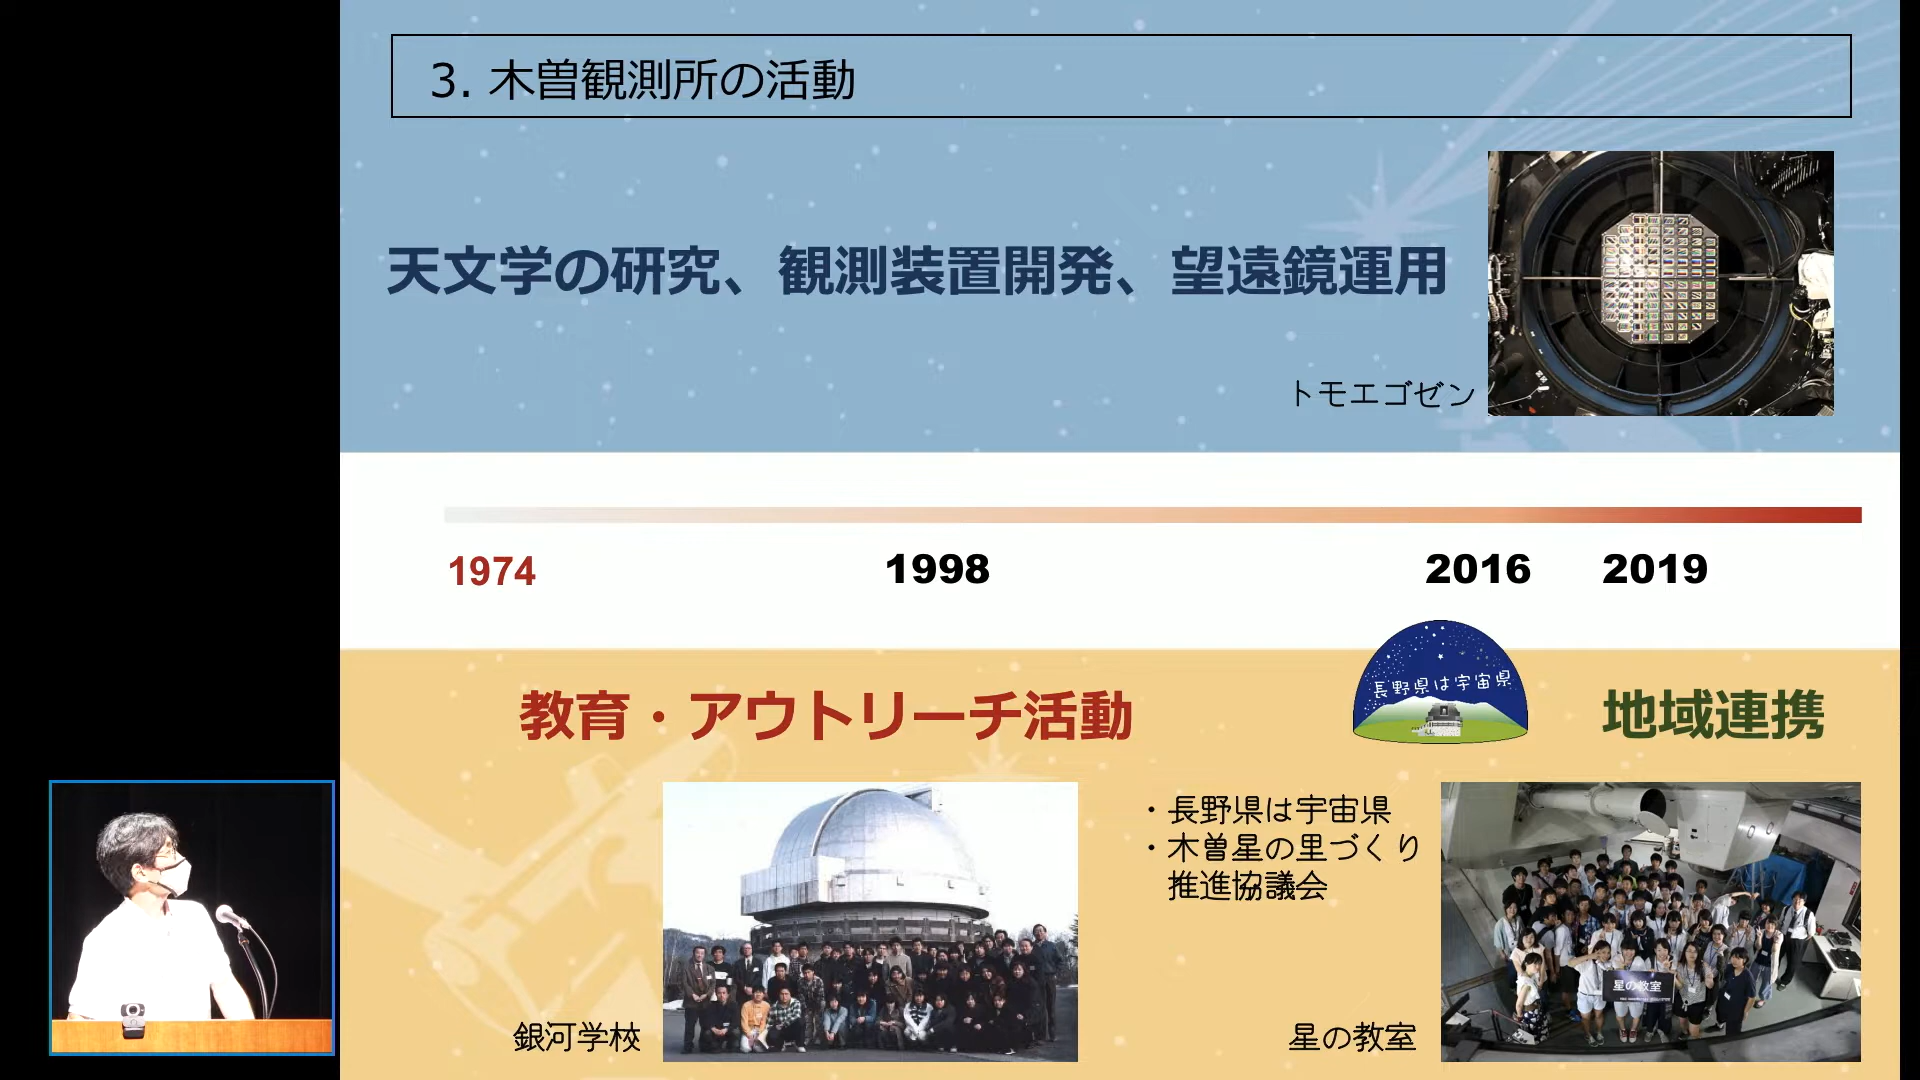 3. 木曽観測所の活動
天文学の研究、観測装置開発、望遠鏡運用
トモエゴゼン
1974
1998
2016
2019
長野県は宇宙県
教育・アウトリーチ活動
地域連携
・長野県は宇宙県
・木曽星の里づくり
推進協議会
銀河学校
星の教室
星の教室